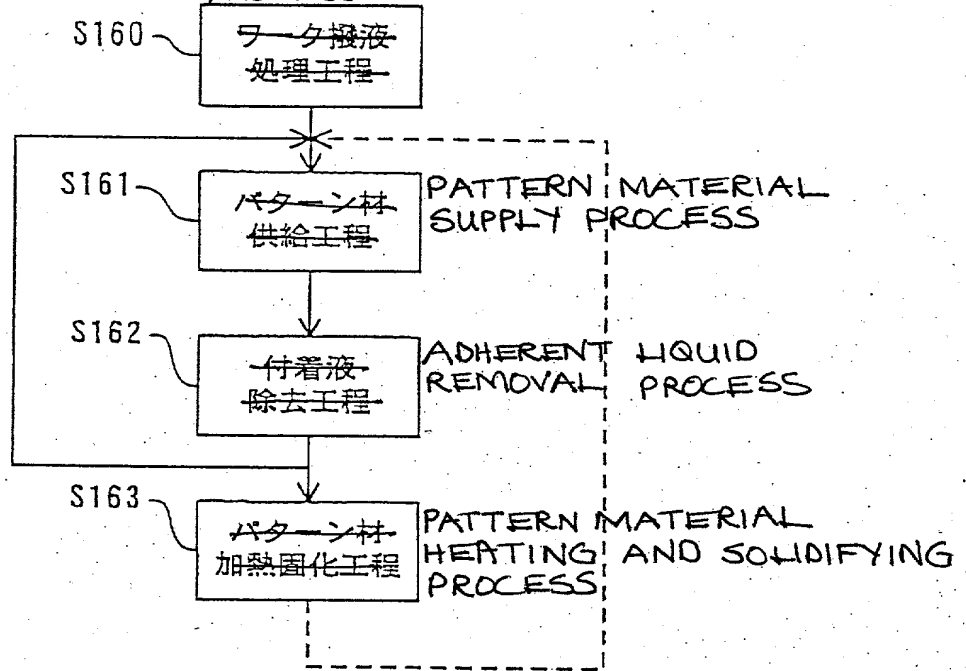 S160
ワーク撥液
処理工程
S161
パターン材
供給工程
PATTERN MATERIAL
SUPPLY PROCESS
S162
付着液
除去工程
ADHERENT LIQUID
REMOVAL PROCESS
S163
パターン材
加熱固化工程
PATTERN MATERIAL
HEATING AND SOLIDIFYING
PROCESS